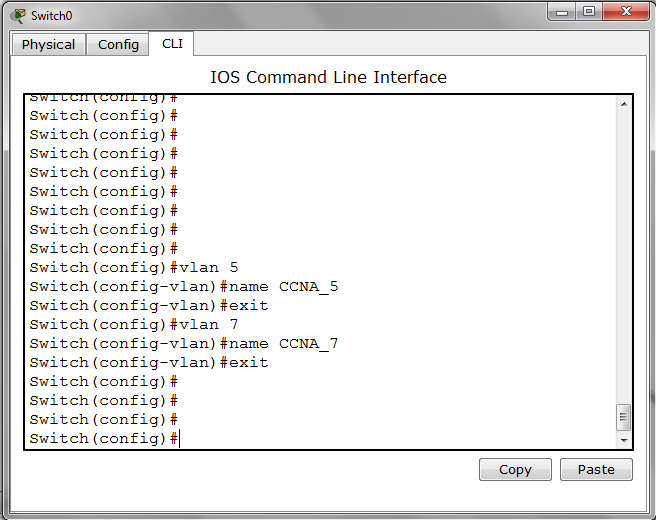 Switch0
Physical Config CLI
IOS Command Line Interface
Switch(config)#
Switch(config)#
Switch(config)#
Switch(config)#
Switch(config)#
Switch(config)#
Switch(config)#
Switch(config)#
Switch(config)#
Switch(config)#vlan 5
Switch(config-vlan)#name CCNA_5
Switch(config-vlan)#exit
Switch(config)#vlan 7
Switch(config-vlan)#name CCNA_7
Switch(config-vlan)#exit
Switch(config)#
Switch(config)#
Switch(config)#
Switch(config)#
Copy Paste